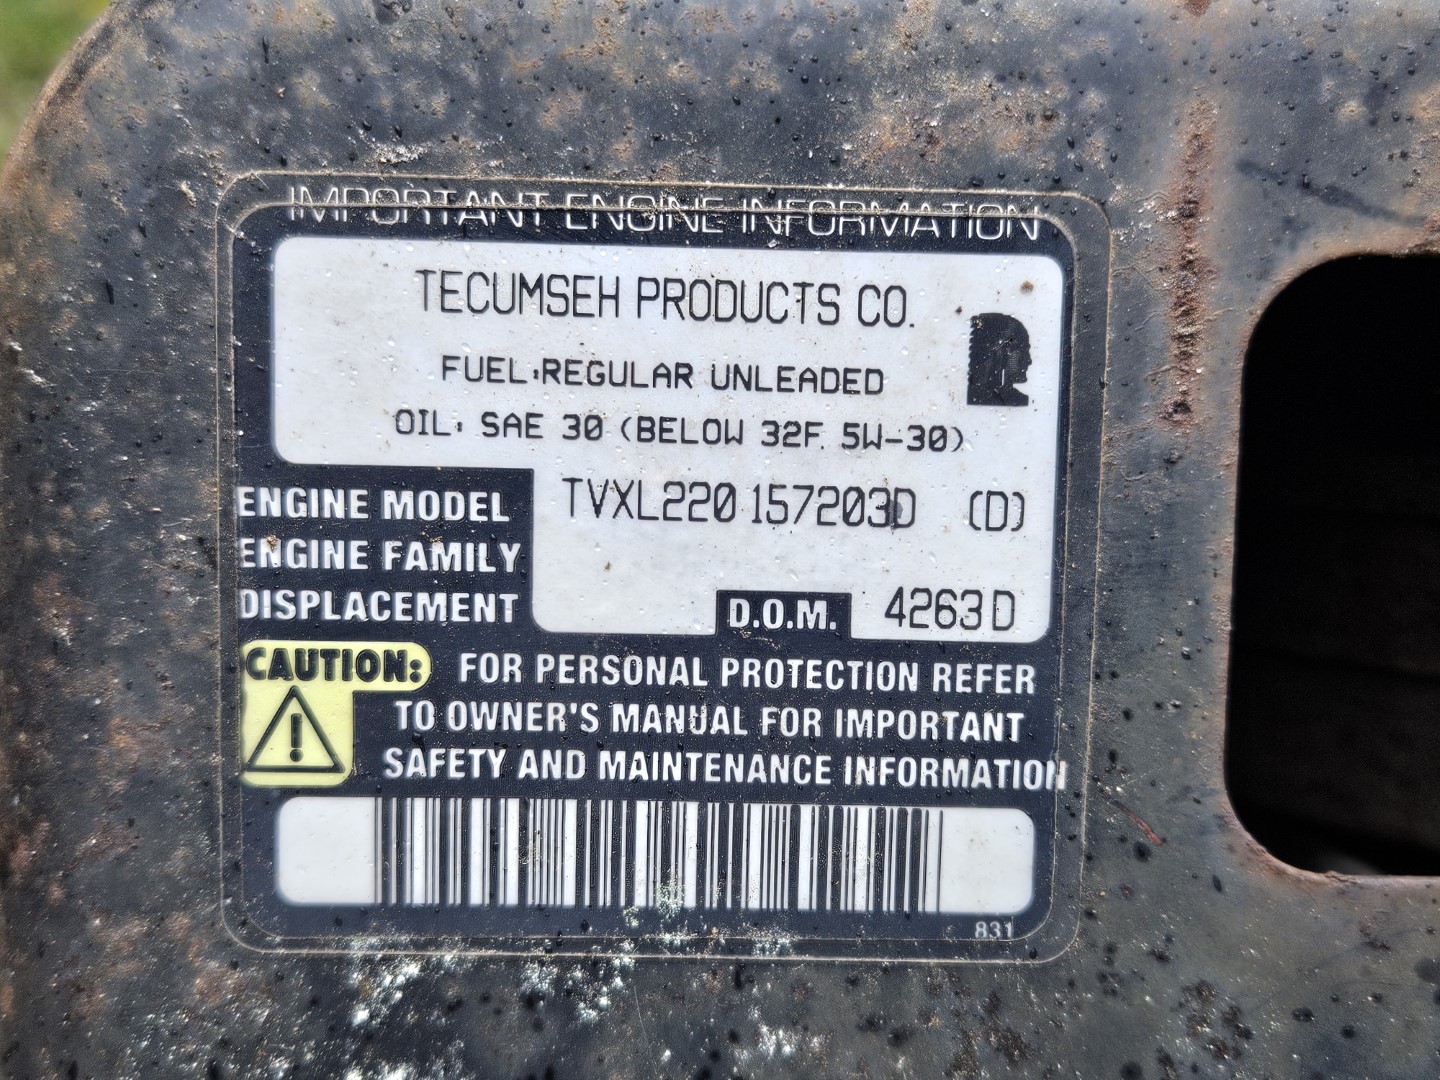 IMPORTANT ENGINE INFORMATION
TECUMSEH PRODUCTS CO.
FUEL:REGULAR UNLEADED
OIL: SAE 30 (BELOW 32F 5W-30)
ENGINE MODEL TVXL220 157203D (D)
ENGINE FAMILY
DISPLACEMENT D.O.M. 4263D
CAUTION: FOR PERSONAL PROTECTION REFER
TO OWNER'S MANUAL FOR IMPORTANT
SAFETY AND MAINTENANCE INFORMATION
831